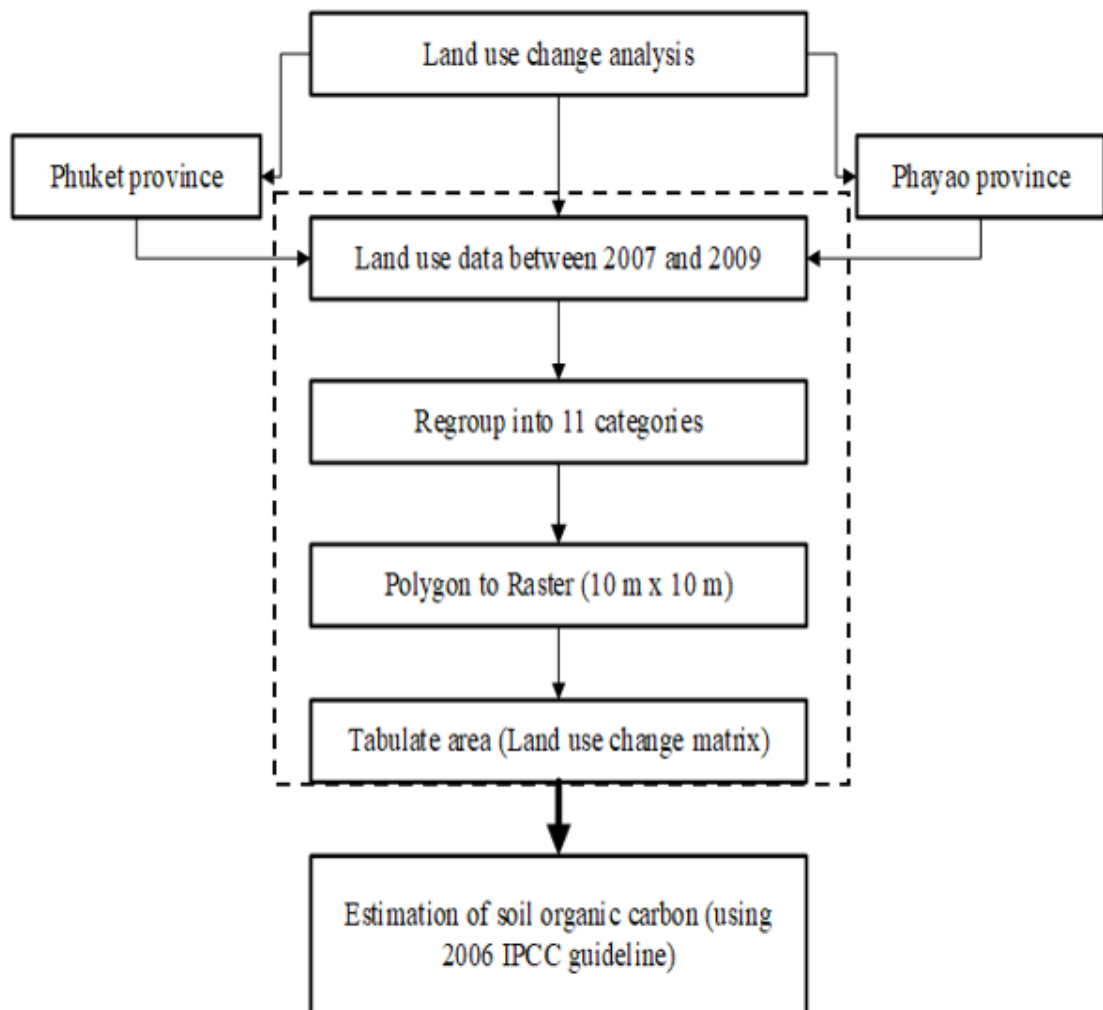 Land use change analysis
Phuket province
Phayao province
Land use data between 2007 and 2009
Regroup into 11 categories
Polygon to Raster (10 m x 10 m)
Tabulate area (Land use change matrix)
Estimation of soil organic carbon (using
2006 IPCC guideline)